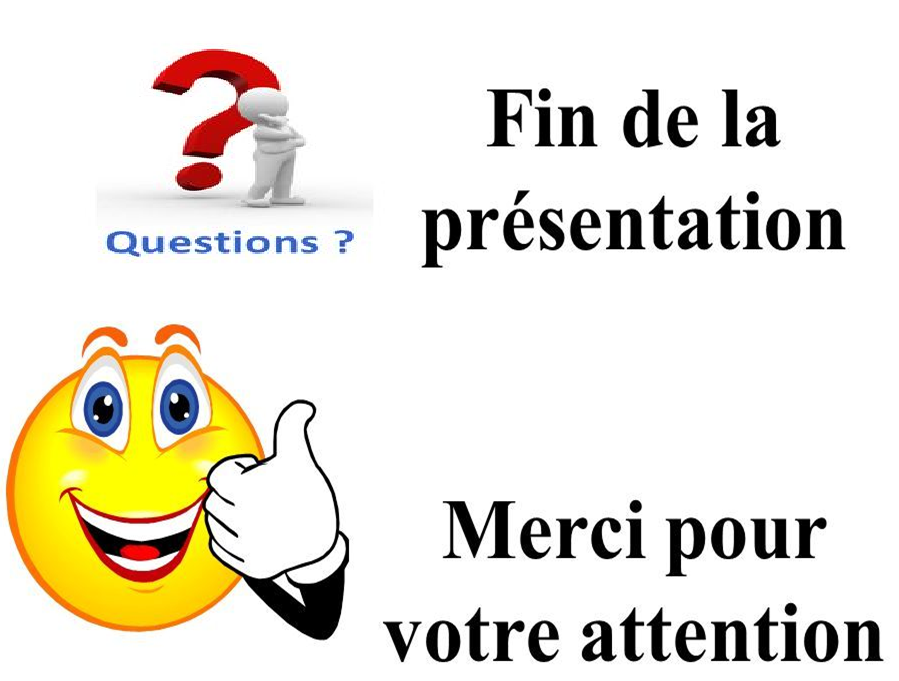 Questions ?
Fin de la
présentation
Merci pour
votre attention